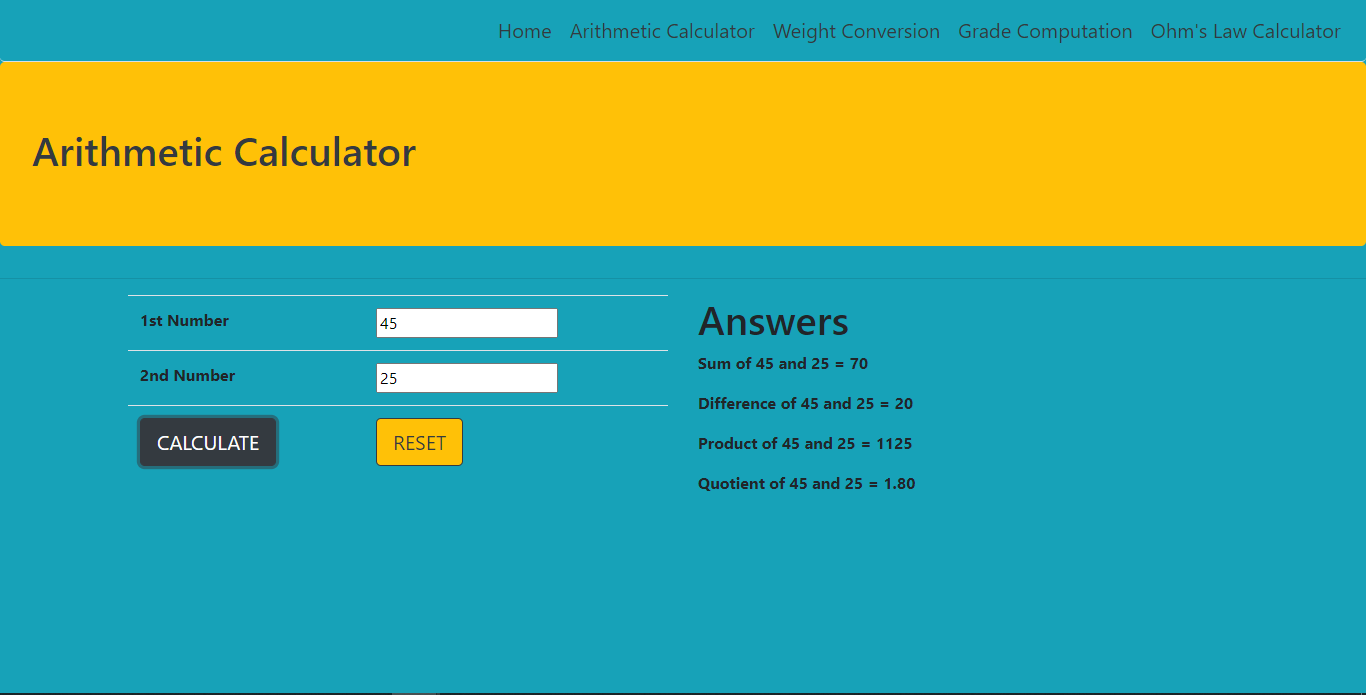 Home Arithmetic Calculator Weight Conversion Grade Computation Ohm's Law Calculator
Arithmetic Calculator
1st Number 45
2nd Number 25
CALCULATE RESET
Answers
Sum of 45 and 25 = 70
Difference of 45 and 25 = 20
Product of 45 and 25 = 1125
Quotient of 45 and 25 = 1.80